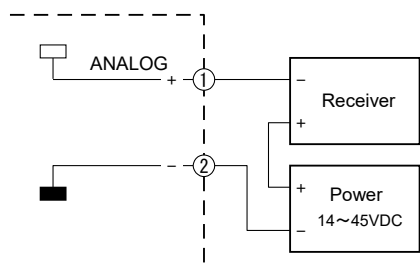 ANALOG
+
1
−
Receiver
+
−
2
+
Power
14～45VDC
−